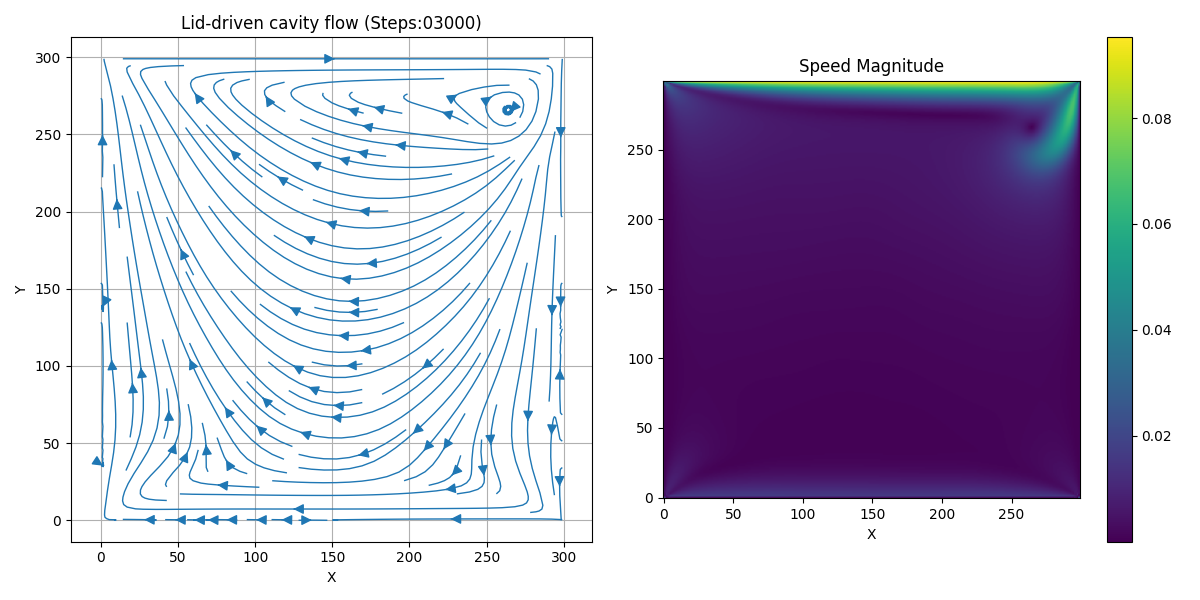 Lid-driven cavity flow (Steps:03000)
300
250
200
150
100
50
0
Y
0 50 100 150 200 250 300
X
Speed Magnitude
250
200
150
100
50
0
Y
0 50 100 150 200 250
X
0.08
0.06
0.04
0.02